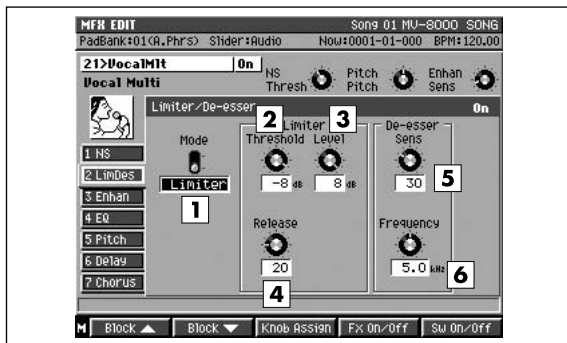 MFX EDIT Song 01 MV-8000 SONG
PadBank:01(A.Phrs) Slider:Audio Now:0001-01-000 BPM:120.00
21>VocalMlt On
Vocal Multi
NS Thresh Pitch Pitch Enhan Sens
Limiter/De-esser On
2 Limiter 3 De-esser
Mode Threshold Level Sens
Limiter -8 dB 8 dB 30 5
1
Release Frequency
20 5.0 kHz
4 6
1 NS
2 LimDes
3 Enhan
4 EQ
5 Pitch
6 Delay
7 Chorus
M Block ▲ Block ▼ Knob Assign Fx On/Off Sw On/Off